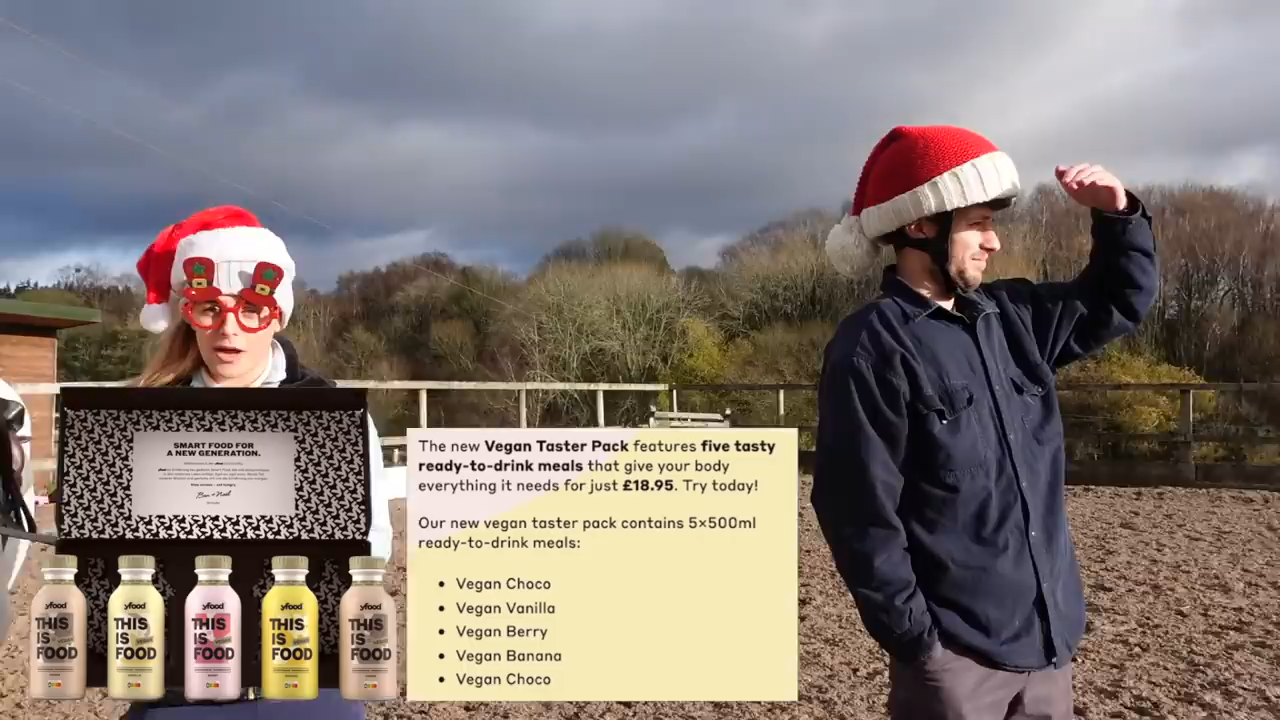 SMART FOOD FOR
A NEW GENERATION.
The new Vegan Taster Pack features five tasty
ready-to-drink meals that give your body
everything it needs for just £18.95. Try today!
Our new vegan taster pack contains 5×500ml
ready-to-drink meals:
• Vegan Choco
• Vegan Vanilla
• Vegan Berry
• Vegan Banana
• Vegan Choco
yfood
THIS
IS
FOOD
yfood
THIS
IS
FOOD
yfood
THIS
IS
FOOD
yfood
THIS
IS
FOOD
yfood
THIS
IS
FOOD